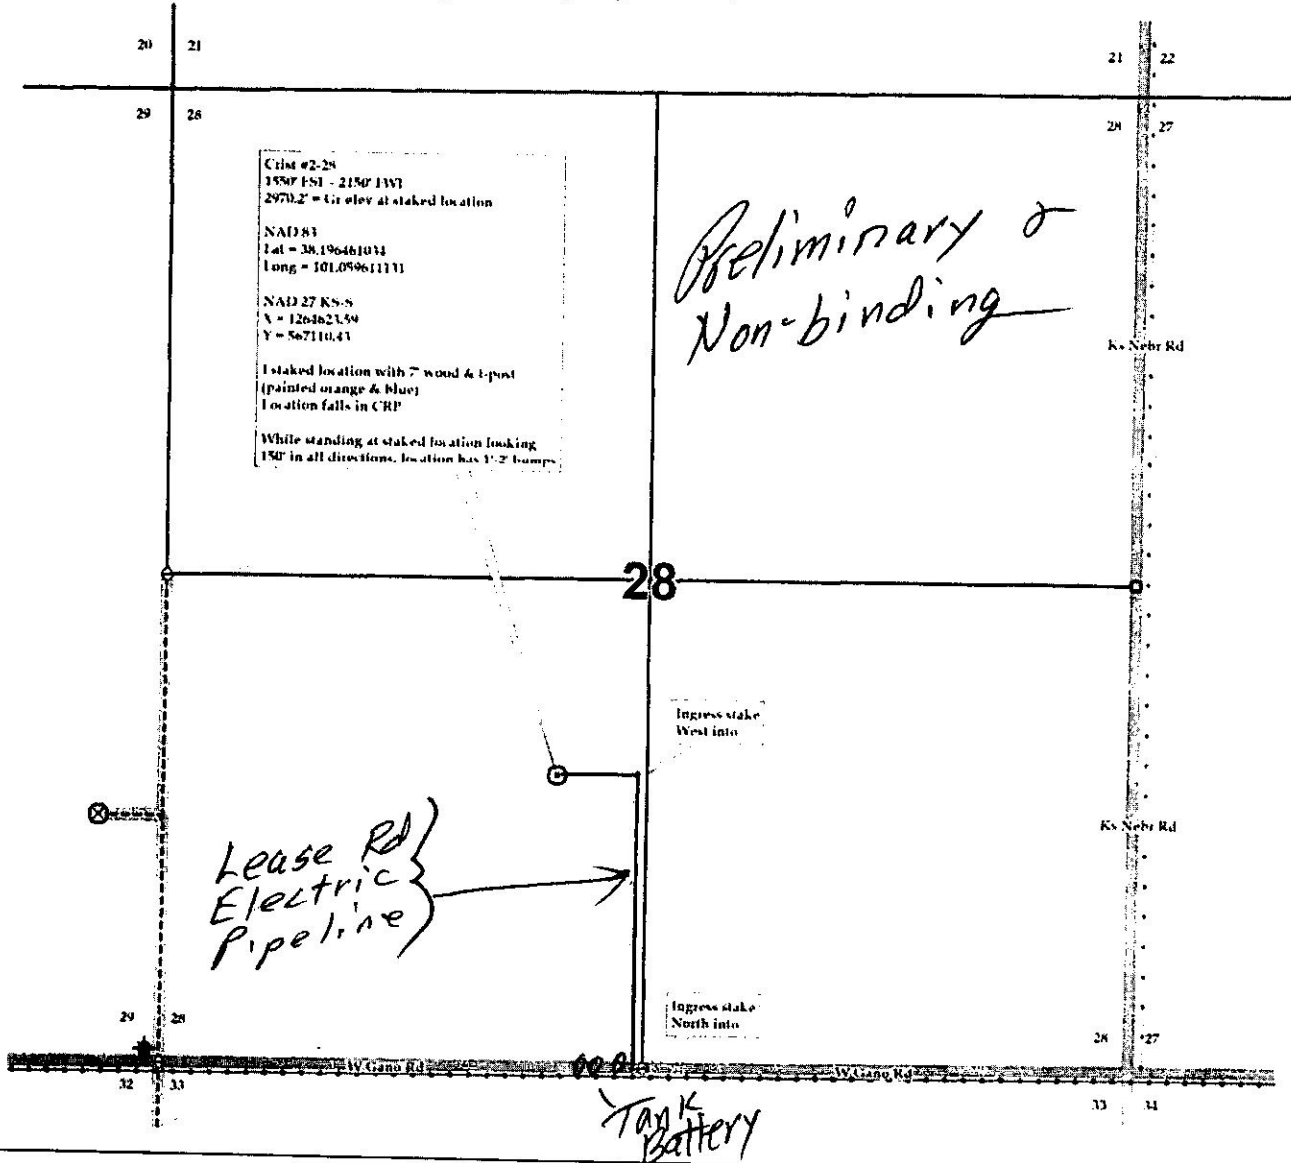 20 21
21 22
29 28
28 27
Crist #2-28
1550' FSL - 2150' FWL
2970.2' = Gr elev at staked location
NAD 83
Lat = 38.196461034
Long = 101.059611131
NAD 27 KS-S
X = 1264623.59
Y = 567110.43
I staked location with 7' wood & t-post
(painted orange & blue)
Location falls in CRP
While standing at staked location looking
150' in all directions, location has 1'-2' bumps
Preliminary &
Non-binding
Ks Nebr Rd
28
Ingress stake
West into
Lease Rd
Electric
Pipeline
Ks Nebr Rd
Ingress stake
North into
29 28
28 27
W Gano Rd
W Gano Rd
32 33
33 34
Tank
Battery